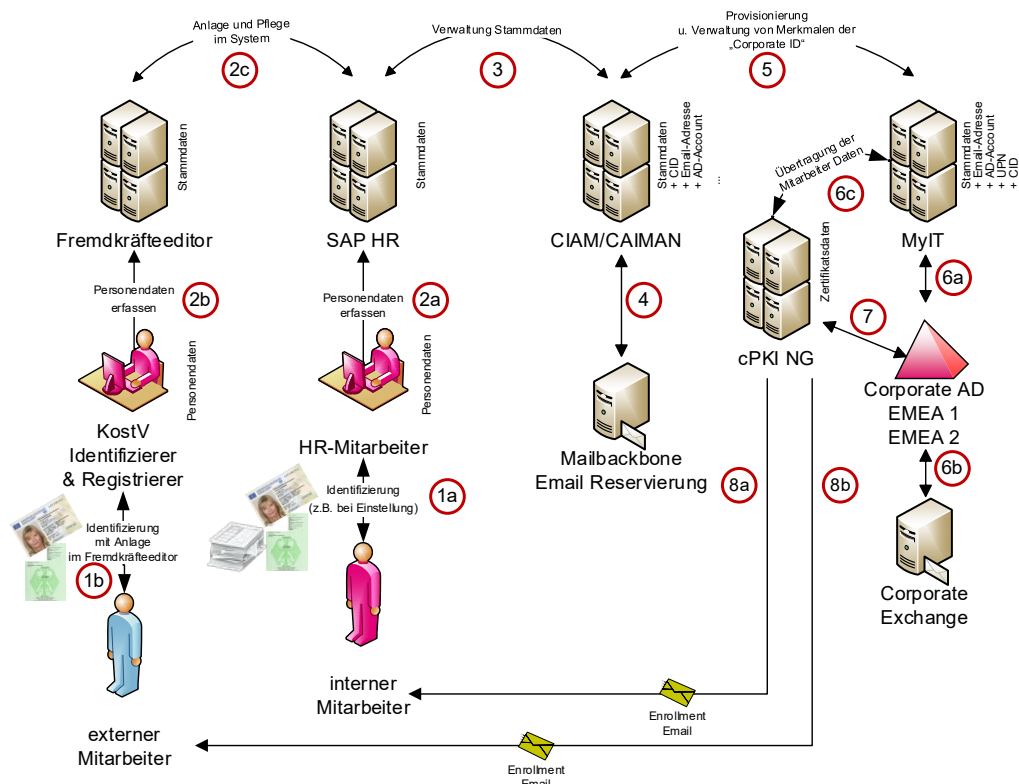 Anlage und Pflege
im System
2c
Verwaltung Stammdaten
3
Provisionierung
u. Verwaltung von Merkmalen der
„Corporate ID“
5
Stammdaten
Fremdkräfteeditor
Stammdaten
SAP HR
Stammdaten
+ CID
+ Email-Adresse
+ AD-Account
...
CIAM/CAIMAN
Übertragung der
Mitarbeiter Daten
6c
Stammdaten
+ Email-Adresse
+ AD-Account
+ UPN
+ CID
MyIT
Personendaten
erfassen
2b
Personendaten
erfassen
2a
4
Zertifikatsdaten
cPKI NG
6a
7
Personendaten
KostV
Identifizierer
& Registrierer
Personendaten
HR-Mitarbeiter
Mailbackbone
Email Reservierung
Corporate AD
EMEA 1
EMEA 2
8a
8b
6b
Identifizierung
(z.B. bei Einstellung)
1a
Identifizierung
mit Anlage
im Fremdkräfteeditor
1b
Corporate
Exchange
interner
Mitarbeiter
Enrollment
Email
externer
Mitarbeiter
Enrollment
Email